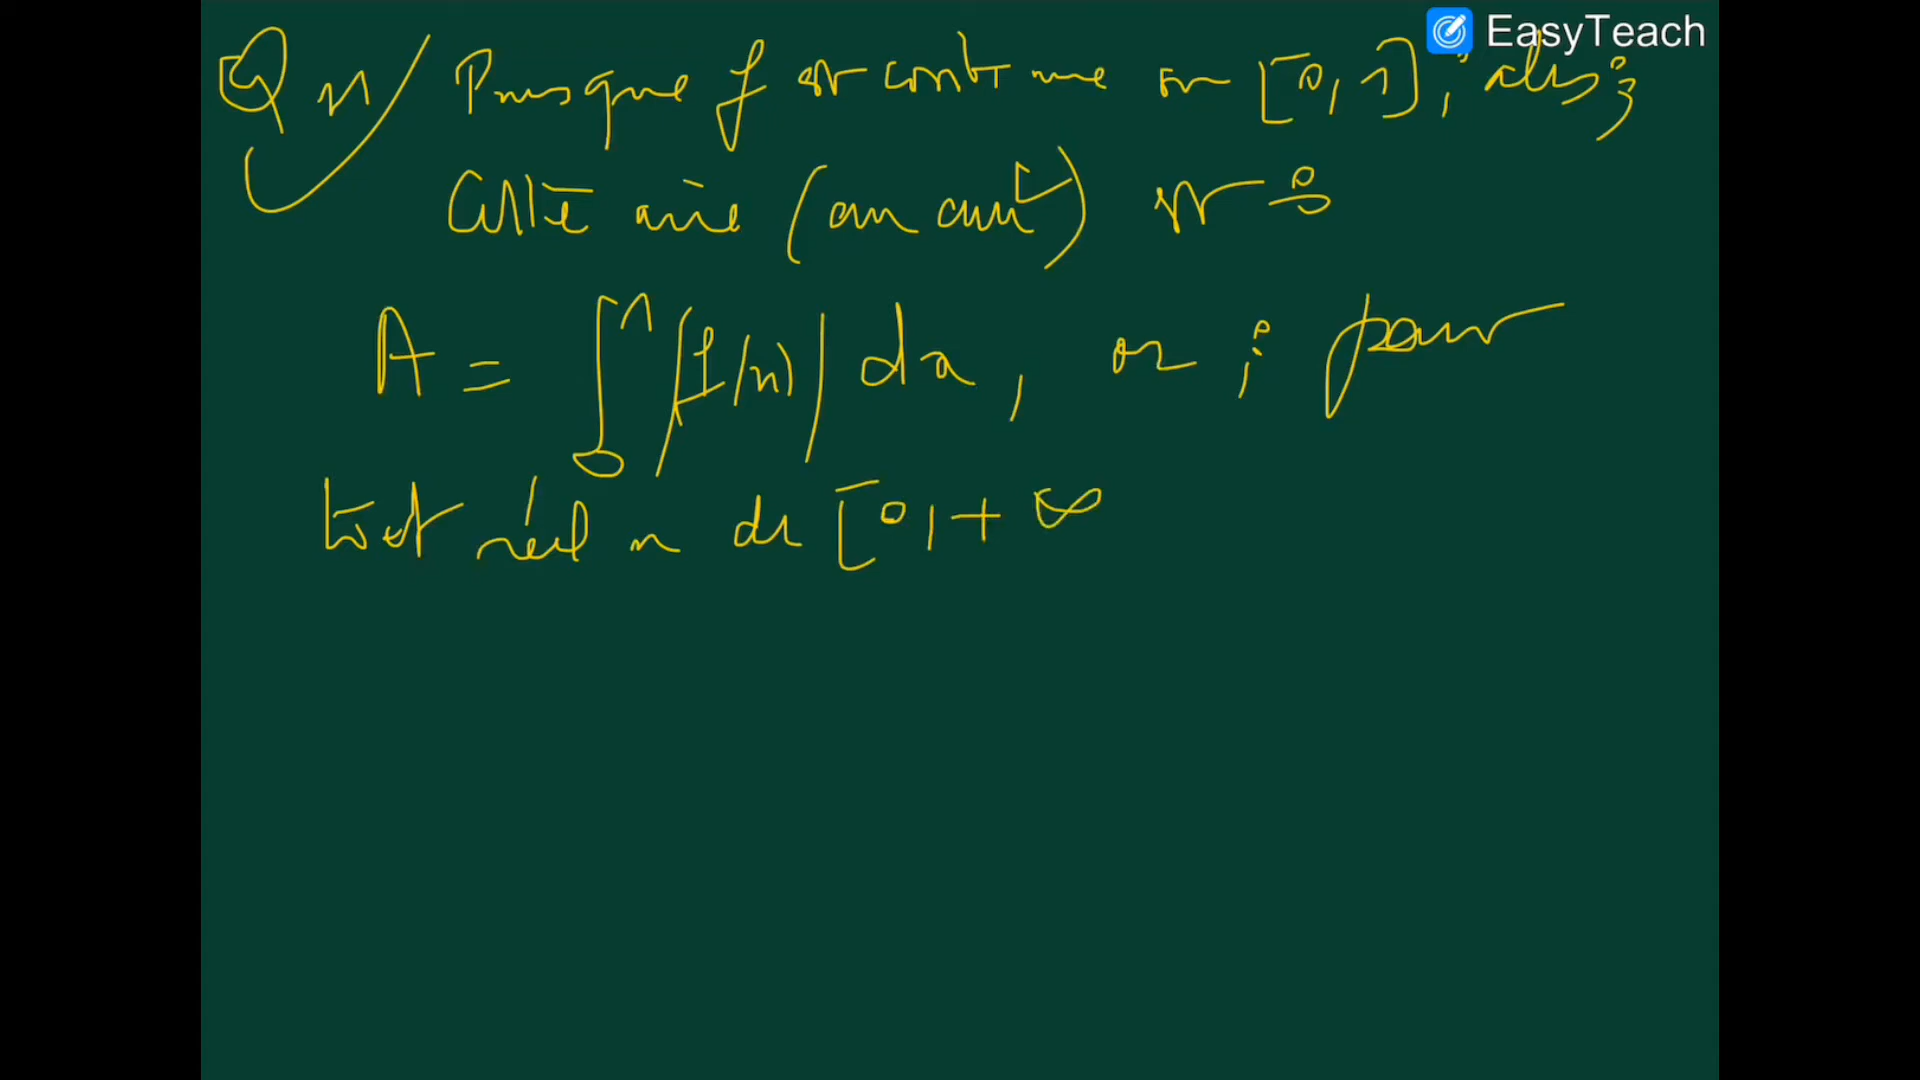 EasyTeach
Puisque f est continue sur [0, 1], alors;
Cette aire (en cm²) est :
A = ∫₀¹ |f(x)| dx, or ; pour
tout réel x de [0, +∞